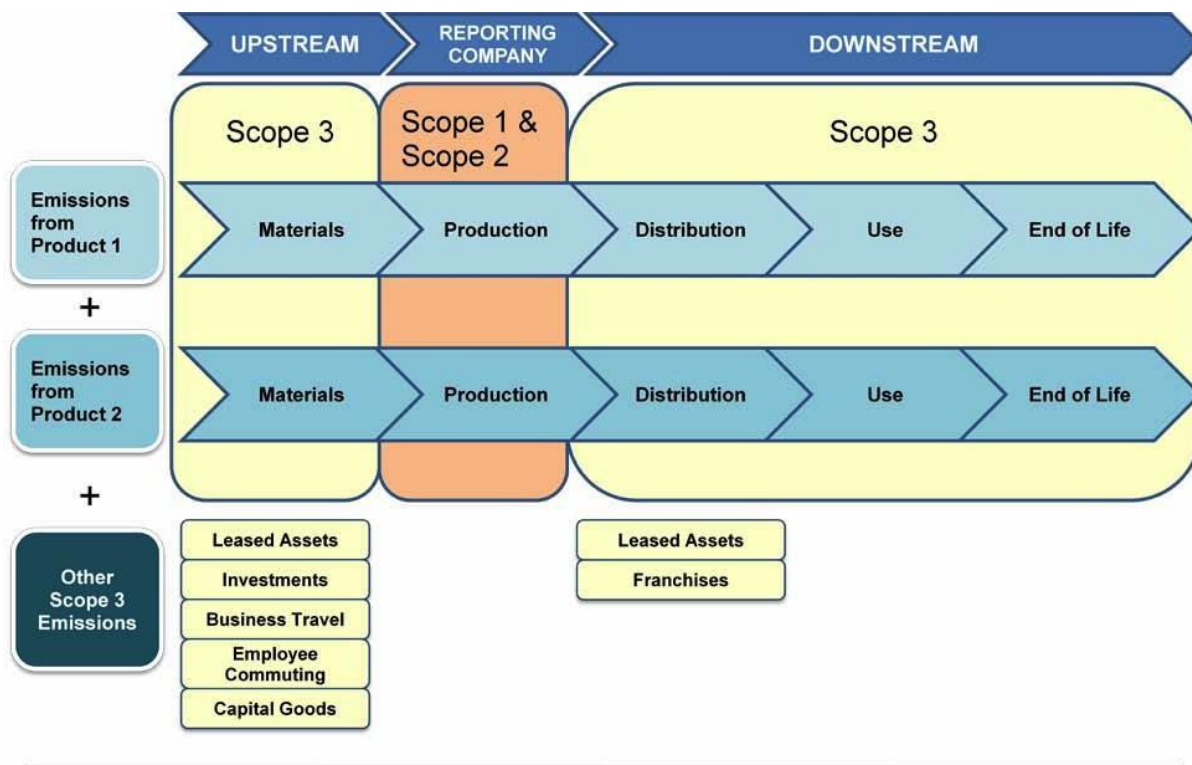 UPSTREAM
REPORTING
COMPANY
DOWNSTREAM
Scope 3
Scope 1 &
Scope 2
Scope 3
Emissions
from
Product 1
Materials
Production
Distribution
Use
End of Life
+
Emissions
from
Product 2
Materials
Production
Distribution
Use
End of Life
+
Other
Scope 3
Emissions
Leased Assets
Investments
Business Travel
Employee
Commuting
Capital Goods
Leased Assets
Franchises